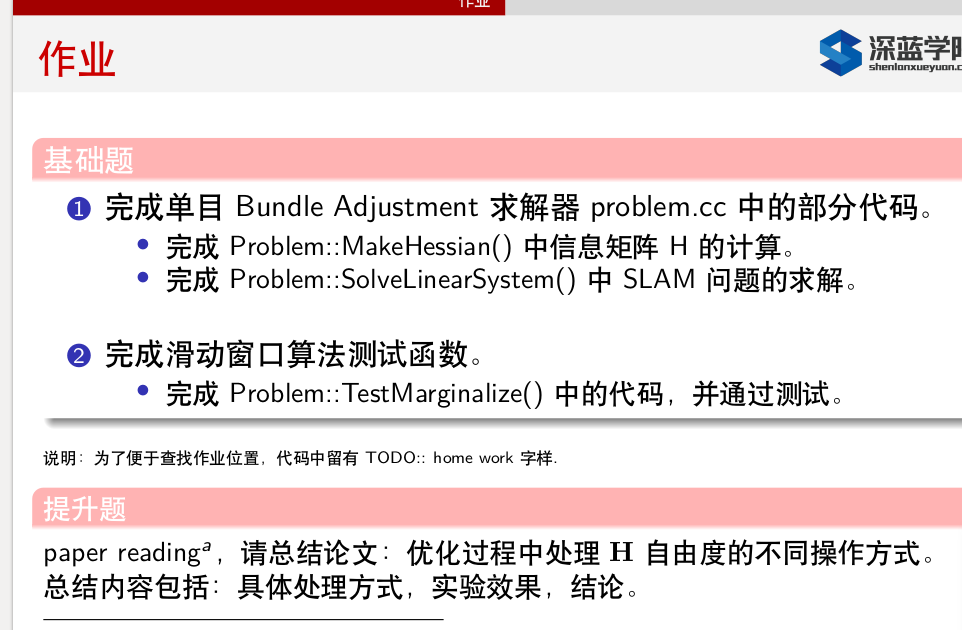 作业
作业
深蓝学院
shenlanxueyuan.c
基础题
1 完成单目 Bundle Adjustment 求解器 problem.cc 中的部分代码。
• 完成 Problem::MakeHessian() 中信息矩阵 H 的计算。
• 完成 Problem::SolveLinearSystem() 中 SLAM 问题的求解。
2 完成滑动窗口算法测试函数。
• 完成 Problem::TestMarginalize() 中的代码，并通过测试。
说明：为了便于查找作业位置，代码中留有 TODO:: home work 字样.
提升题
paper readingᵃ，请总结论文：优化过程中处理 H 自由度的不同操作方式。
总结内容包括：具体处理方式，实验效果，结论。